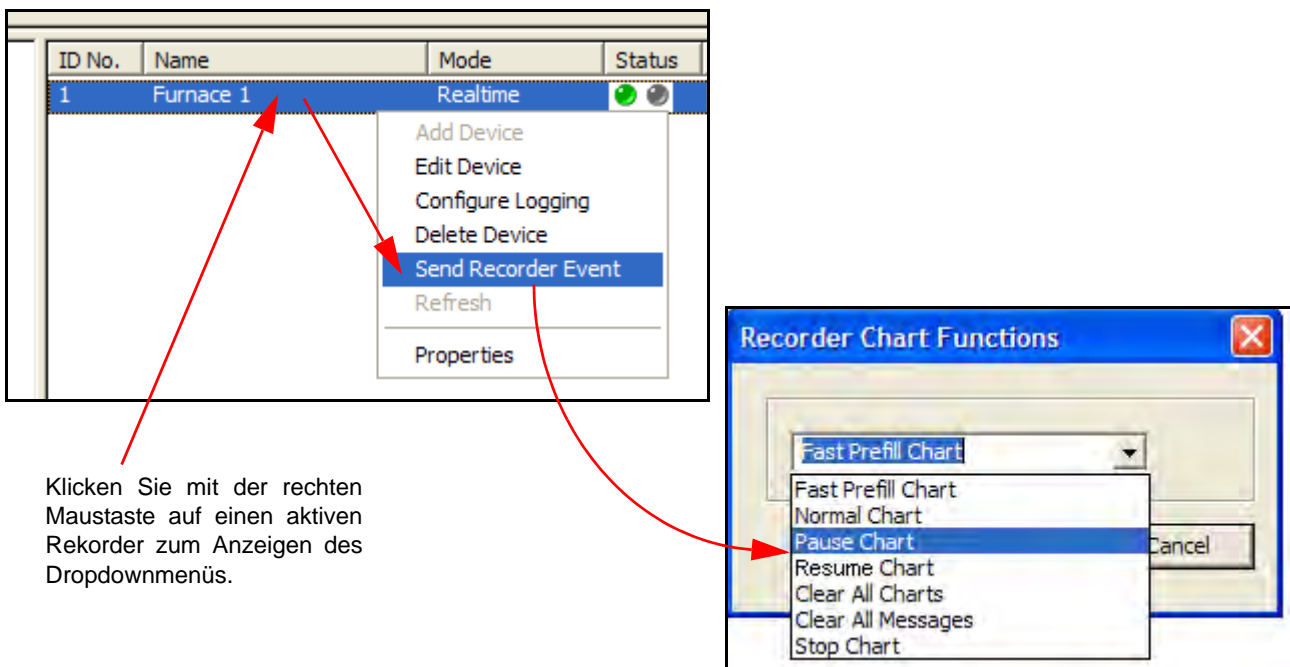 ID No. Name Mode Status
1 Furnace 1 Realtime
Add Device
Edit Device
Configure Logging
Delete Device
Send Recorder Event
Refresh
Properties
Klicken Sie mit der rechten
Maustaste auf einen aktiven
Rekorder zum Anzeigen des
Dropdownmenüs.
Recorder Chart Functions
Fast Prefill Chart
Fast Prefill Chart
Normal Chart
Pause Chart
Cancel
Resume Chart
Clear All Charts
Clear All Messages
Stop Chart